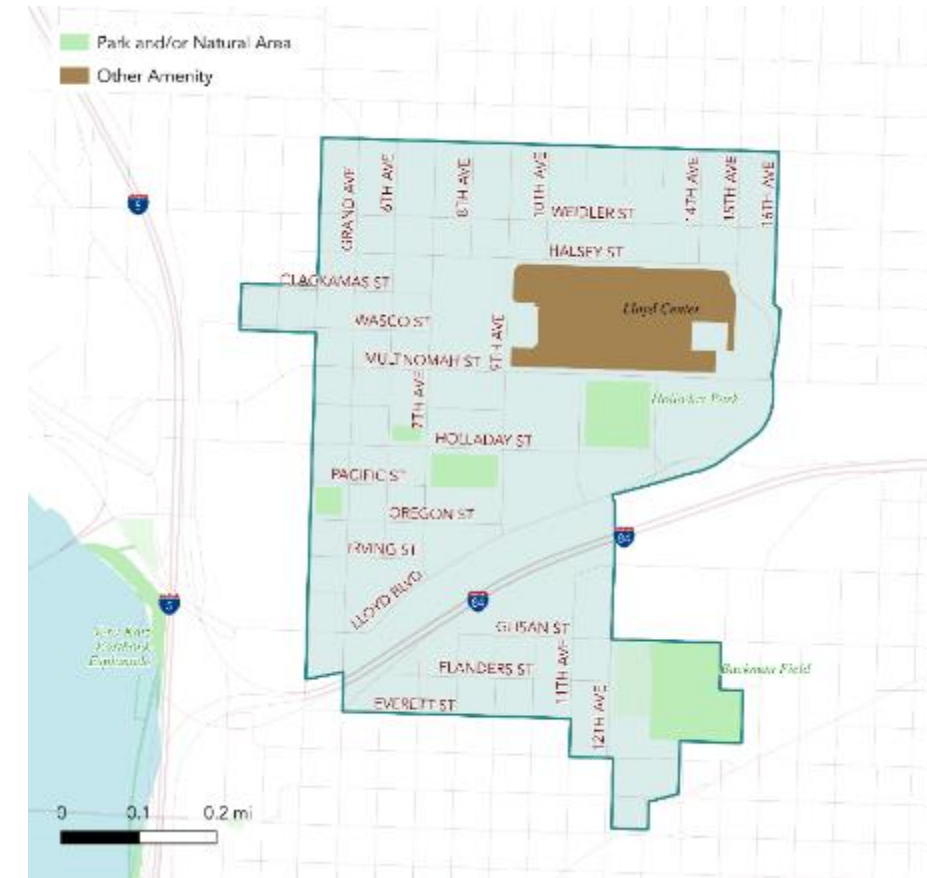 Park and/or Natural Area
Other Amenity
GRAND AVE
6TH AVE
8TH AVE
10TH AVE
14TH AVE
15TH AVE
16TH AVE
5
WEIDLER ST
HALSEY ST
CLACKAMAS ST
Lloyd Center
WASCO ST
9TH AVE
MULTNOMAH ST
7TH AVE
Holladay Park
HOLLADAY ST
PACIFIC ST
OREGON ST
84
IRVING ST
LLOYD BLVD
84
5
GLISAN ST
Esplanade
FLANDERS ST
11TH AVE
Buckman Field
EVERETT ST
12TH AVE
0 0.1 0.2 mi